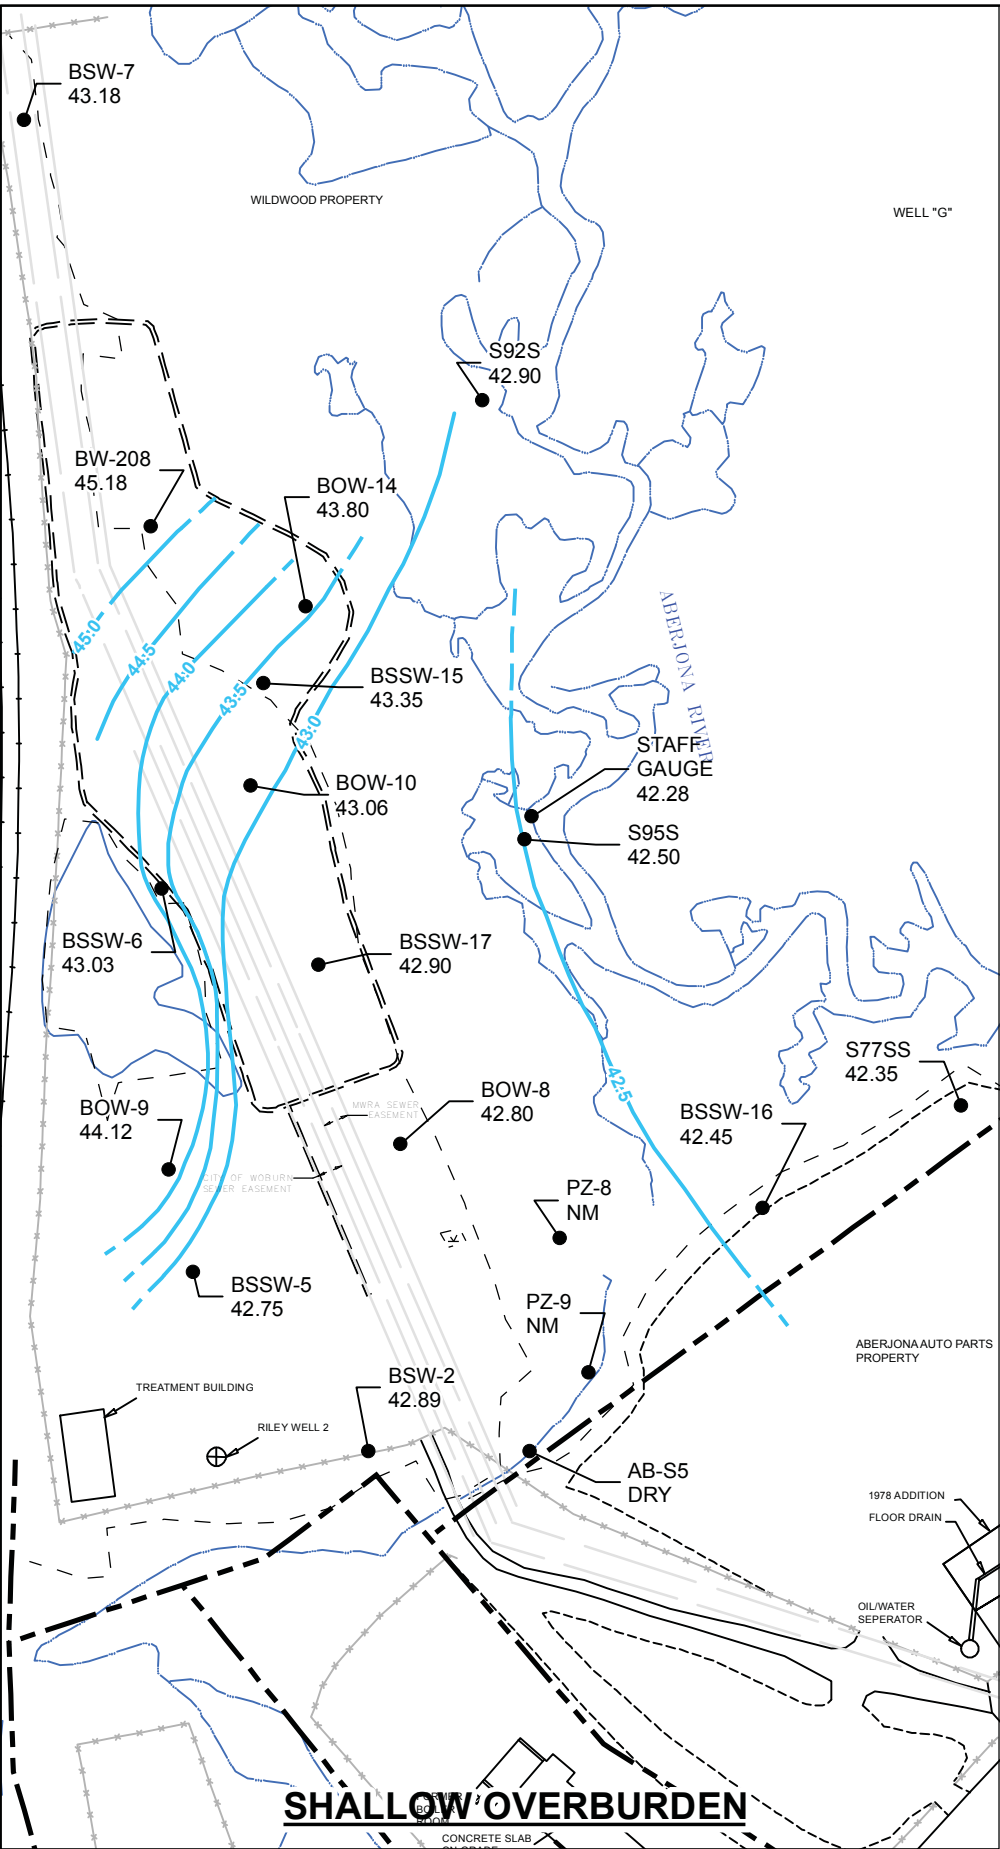 BSW-7
43.18
WILDWOOD PROPERTY
WELL "G"
S92S
42.90
BW-208
45.18
BOW-14
43.80
ABERJONA RIVER
45:0
44:5
44:0
43:5
43:0
BSSW-15
43.35
STAFF
GAUGE
42.28
BOW-10
43.06
S95S
42.50
BSSW-6
43.03
BSSW-17
42.90
S77SS
42.35
42:5
BOW-9
44.12
MWRA SEWER
EASEMENT
BOW-8
42.80
BSSW-16
42.45
CITY OF WOBURN
SEWER EASEMENT
PZ-8
NM
BSSW-5
42.75
PZ-9
NM
ABERJONA AUTO PARTS
PROPERTY
BSW-2
42.89
TREATMENT BUILDING
RILEY WELL 2
AB-S5
DRY
1978 ADDITION
FLOOR DRAIN
OIL/WATER
SEPERATOR
FORMER
BOILER
ROOM
SHALLOW OVERBURDEN
CONCRETE SLAB
ON GRADE